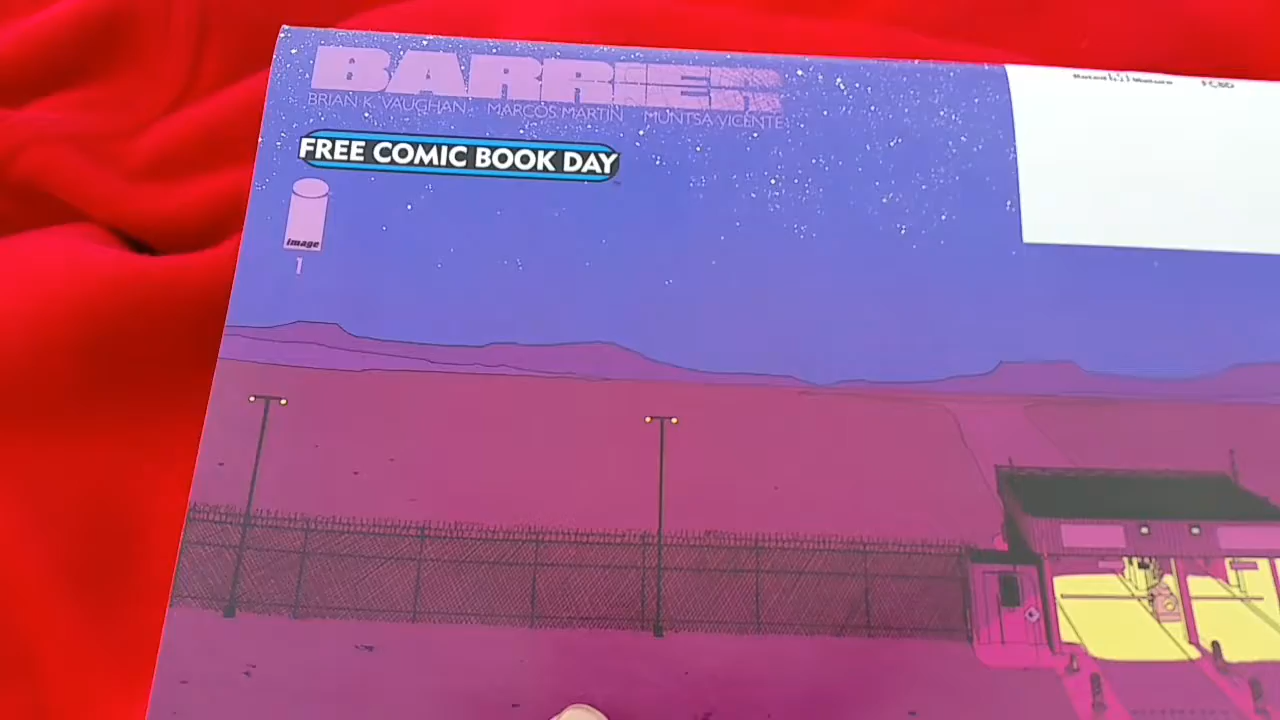 BARRIER
BRIAN K. VAUGHAN MARCOS MARTIN MUNTSA VICENTE
FREE COMIC BOOK DAY
image
1